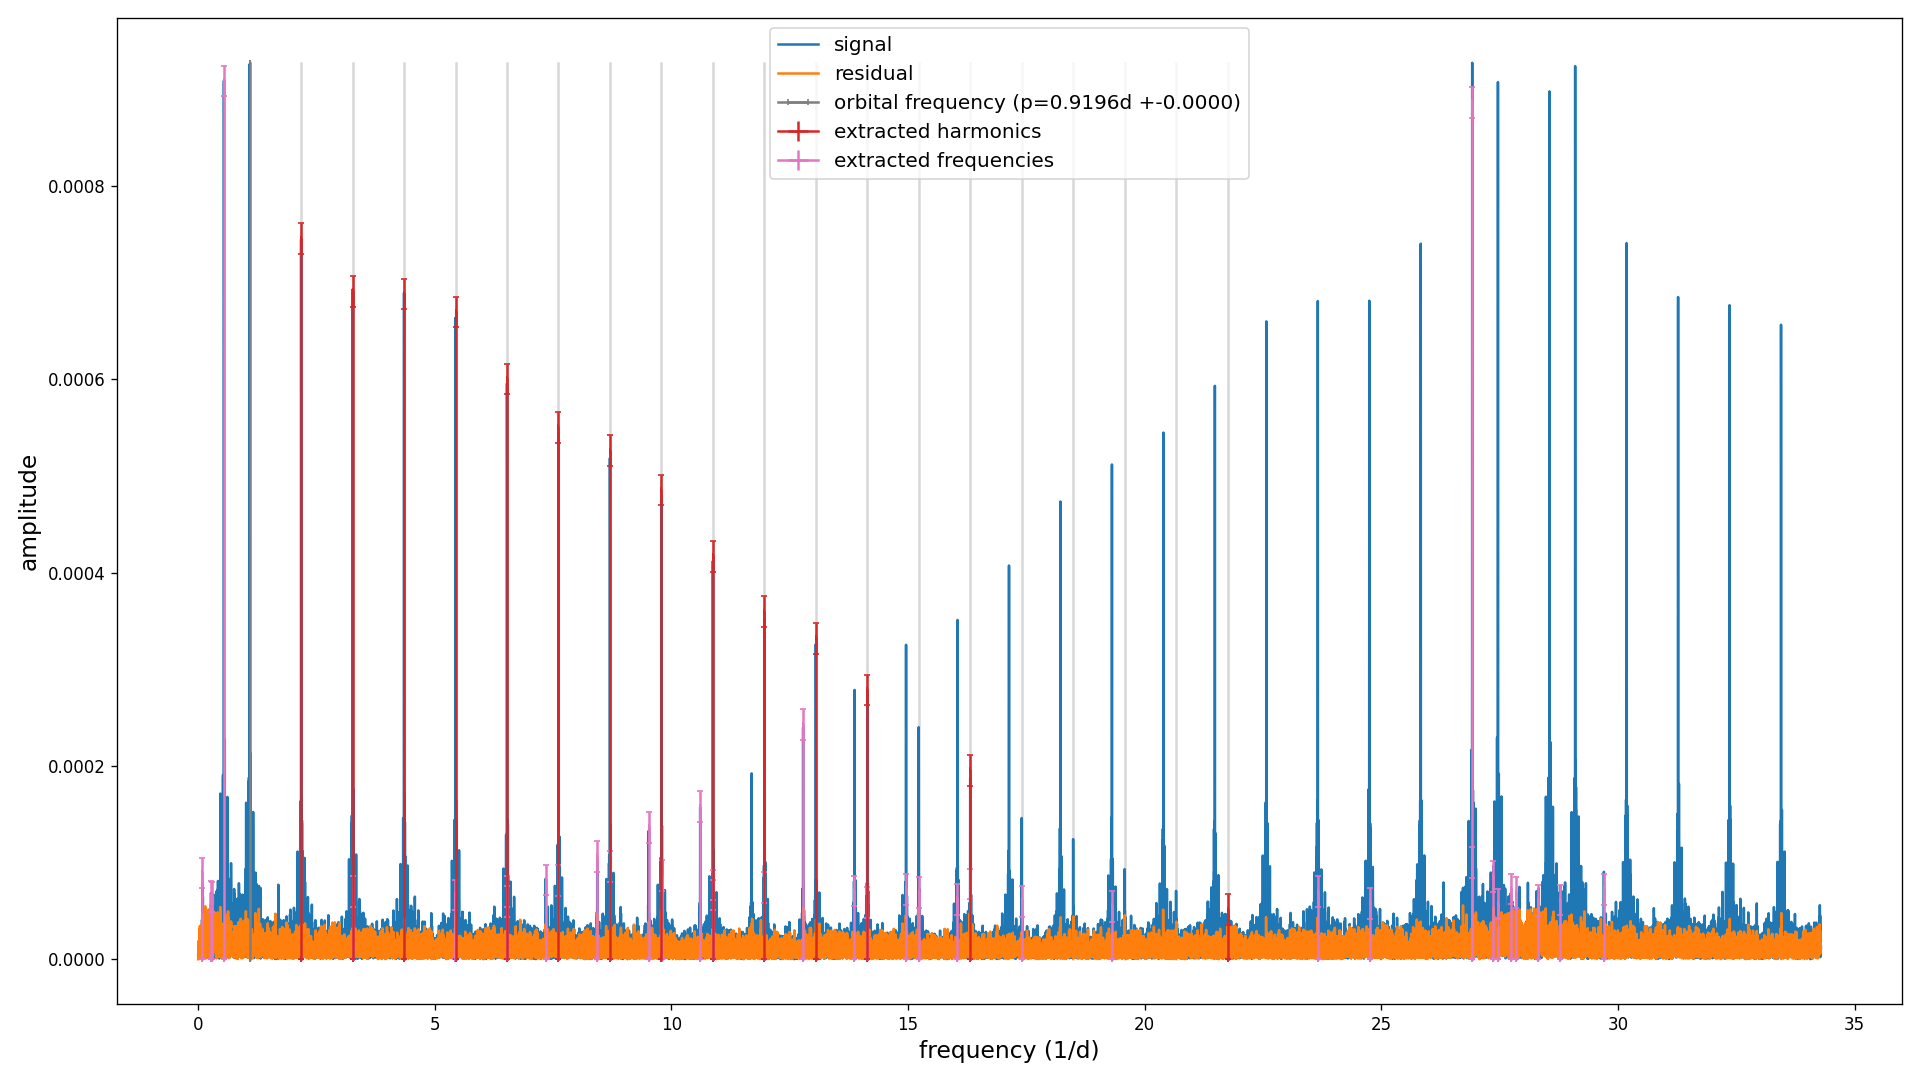 signal
residual
orbital frequency (p=0.9196d +-0.0000)
extracted harmonics
extracted frequencies
0.0008
0.0006
0.0004
0.0002
0.0000
amplitude
0 5 10 15 20 25 30 35
frequency (1/d)